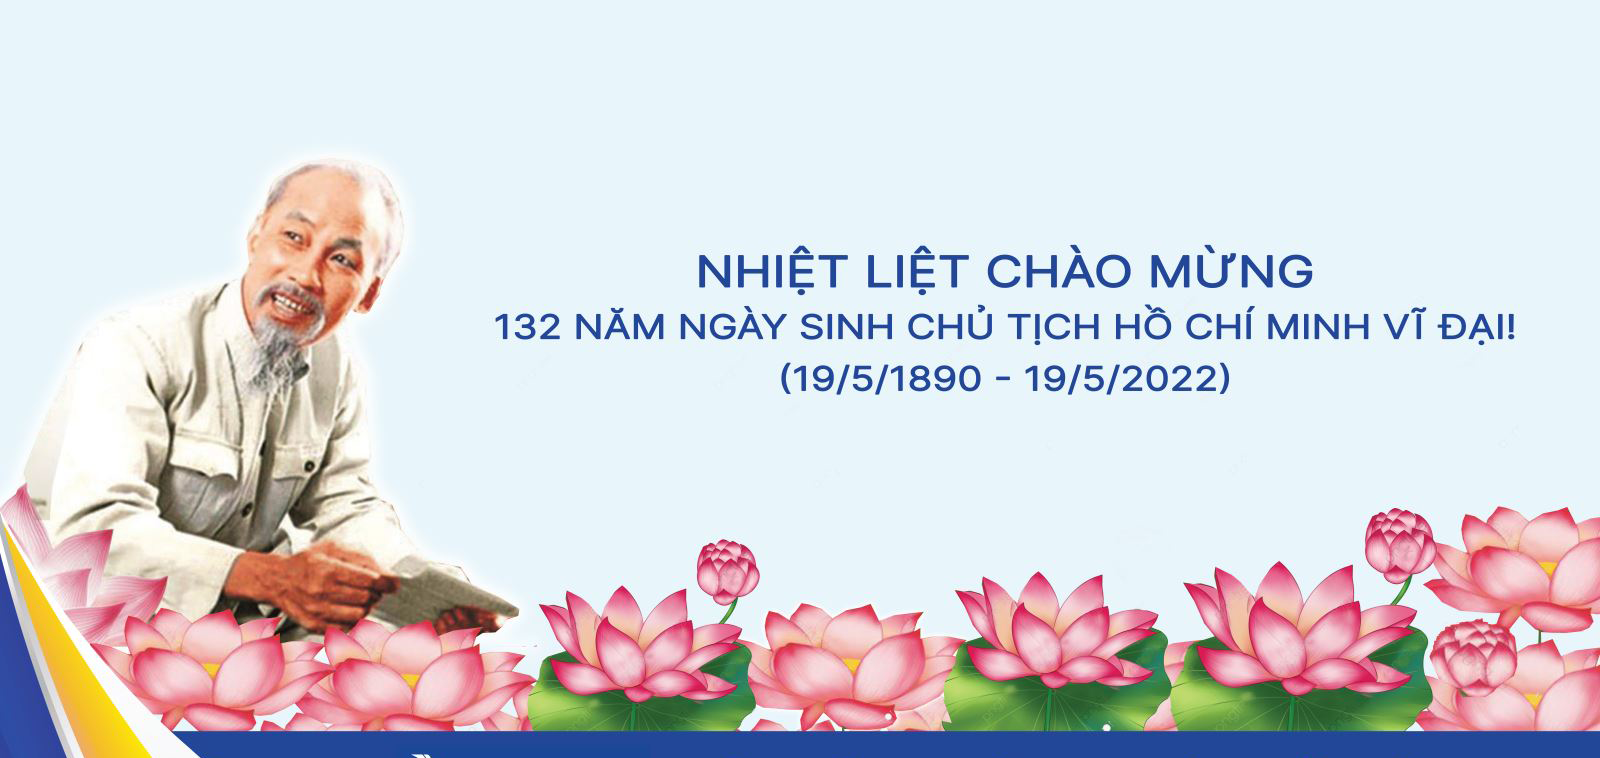 NHIỆT LIỆT CHÀO MỪNG
132 NĂM NGÀY SINH CHỦ TỊCH HỒ CHÍ MINH VĨ ĐẠI!
(19/5/1890 - 19/5/2022)